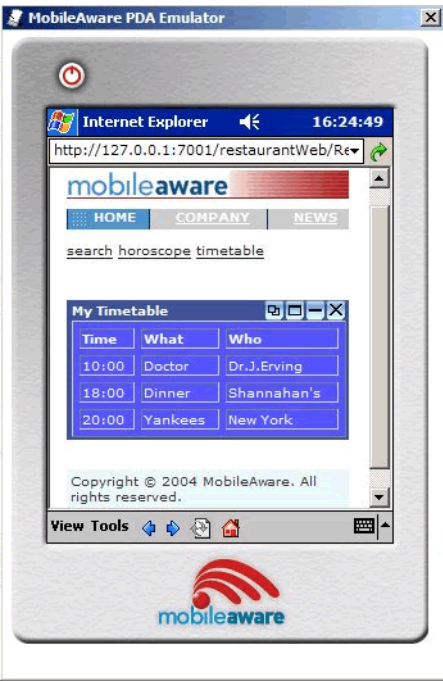 MobileAware PDA Emulator
Internet Explorer 16:24:49
http://127.0.0.1:7001/restaurantWeb/Re
mobileaware
HOME COMPANY NEWS
search horoscope timetable
My Timetable
Time What Who
10:00 Doctor Dr.J.Erving
18:00 Dinner Shannahan's
20:00 Yankees New York
Copyright © 2004 MobileAware. All
rights reserved.
View Tools
mobileaware